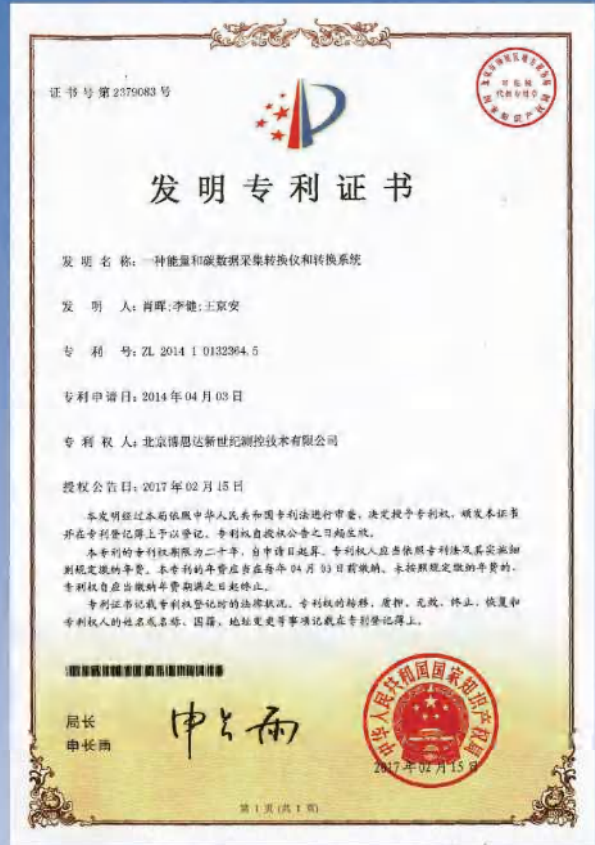 证书号第2379083号
发明专利证书
发 明 名 称：一种能量和碳数据采集转换仪和转换系统
发 明 人：肖晖;李健;王京安
专 利 号：ZL 2014 1 0132364.5
专利申请日：2014年04月03日
专 利 权 人：北京博思达新世纪测控技术有限公司
授权公告日：2017年02月15日
本发明经过本局依照中华人民共和国专利法进行审查，决定授予专利权，颁发本证书
并在专利登记簿上予以登记。专利权自授权公告之日起生效。
本专利的专利权期限为二十年，自申请日起算。专利权人应当依照专利法及其实施细
则规定缴纳年费。本专利的年费应当在每年04月03日前缴纳。未按照规定缴纳年费的，
专利权自应当缴纳年费期满之日起终止。
专利证书记载专利权登记时的法律状况。专利权的转移、质押、无效、终止、恢复和
专利权人的姓名或名称、国籍、地址变更等事项记载在专利登记簿上。
局长
申长雨
申长雨
中华人民共和国国家知识产权局
2017年02月15日
第 1 页 (共 1 页)